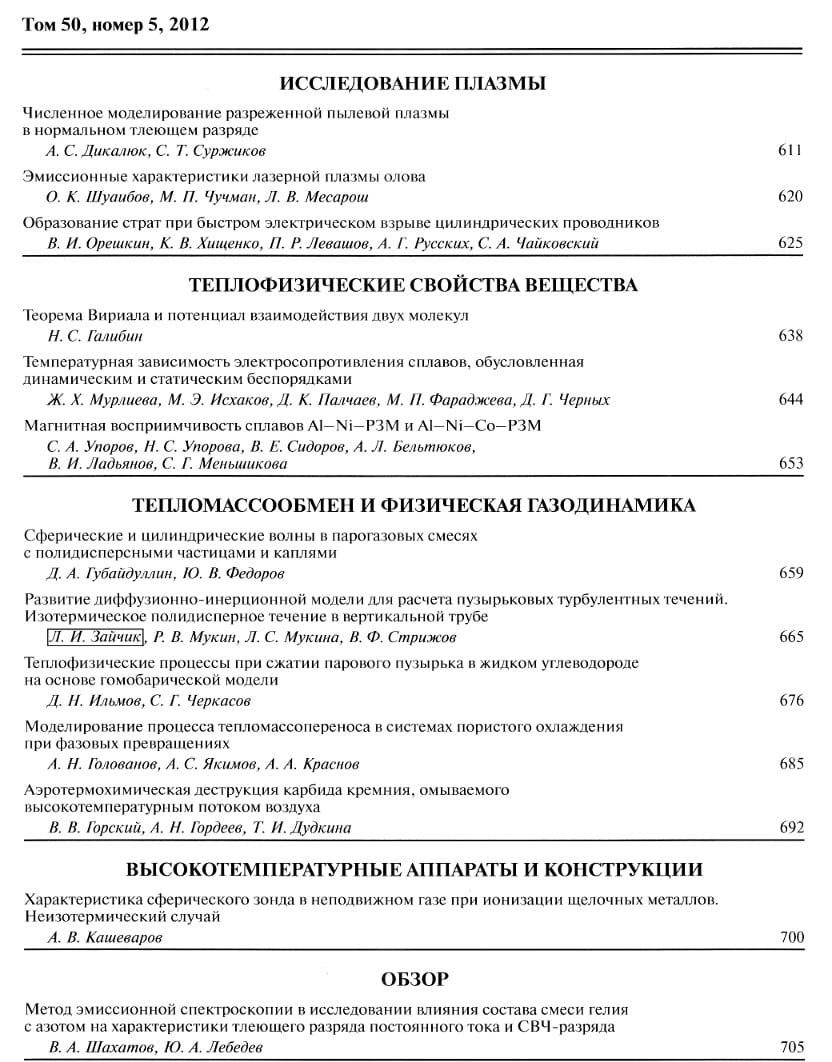 Том 50, номер 5, 2012
ИССЛЕДОВАНИЕ ПЛАЗМЫ
Численное моделирование разреженной пылевой плазмы
в нормальном тлеющем разряде
А. С. Дикалюк, С. Т. Суржиков 611
Эмиссионные характеристики лазерной плазмы олова
О. К. Шуаибов, М. П. Чучман, Л. В. Месарош 620
Образование страт при быстром электрическом взрыве цилиндрических проводников
В. И. Орешкин, К. В. Хищенко, П. Р. Левашов, А. Г. Русских, С. А. Чайковский 625
ТЕПЛОФИЗИЧЕСКИЕ СВОЙСТВА ВЕЩЕСТВА
Теорема Вириала и потенциал взаимодействия двух молекул
Н. С. Галибин 638
Температурная зависимость электросопротивления сплавов, обусловленная
динамическим и статическим беспорядками
Ж. Х. Мурлиева, М. Э. Исхаков, Д. К. Палчаев, М. П. Фараджева, Д. Г. Черных 644
Магнитная восприимчивость сплавов Al–Ni–РЗМ и Al–Ni–Co–РЗМ
С. А. Упоров, Н. С. Упорова, В. Е. Сидоров, А. Л. Бельтюков,
В. И. Ладьянов, С. Г. Меньшикова 653
ТЕПЛОМАССООБМЕН И ФИЗИЧЕСКАЯ ГАЗОДИНАМИКА
Сферические и цилиндрические волны в парогазовых смесях
с полидисперсными частицами и каплями
Д. А. Губайдуллин, Ю. В. Федоров 659
Развитие диффузионно-инерционной модели для расчета пузырьковых турбулентных течений.
Изотермическое полидисперное течение в вертикальной трубе
Л. И. Зайчик, Р. В. Мукин, Л. С. Мукина, В. Ф. Стрижов 665
Теплофизические процессы при сжатии парового пузырька в жидком углеводороде
на основе гомобарической модели
Д. Н. Ильмов, С. Г. Черкасов 676
Моделирование процесса тепломассопереноса в системах пористого охлаждения
при фазовых превращениях
А. Н. Голованов, А. С. Якимов, А. А. Краснов 685
Аэротермохимическая деструкция карбида кремния, омываемого
высокотемпературным потоком воздуха
В. В. Горский, А. Н. Гордеев, Т. И. Дудкина 692
ВЫСОКОТЕМПЕРАТУРНЫЕ АППАРАТЫ И КОНСТРУКЦИИ
Характеристика сферического зонда в неподвижном газе при ионизации щелочных металлов.
Неизотермический случай
А. В. Кашеваров 700
ОБЗОР
Метод эмиссионной спектроскопии в исследовании влияния состава смеси гелия
с азотом на характеристики тлеющего разряда постоянного тока и СВЧ-разряда
В. А. Шахатов, Ю. А. Лебедев 705